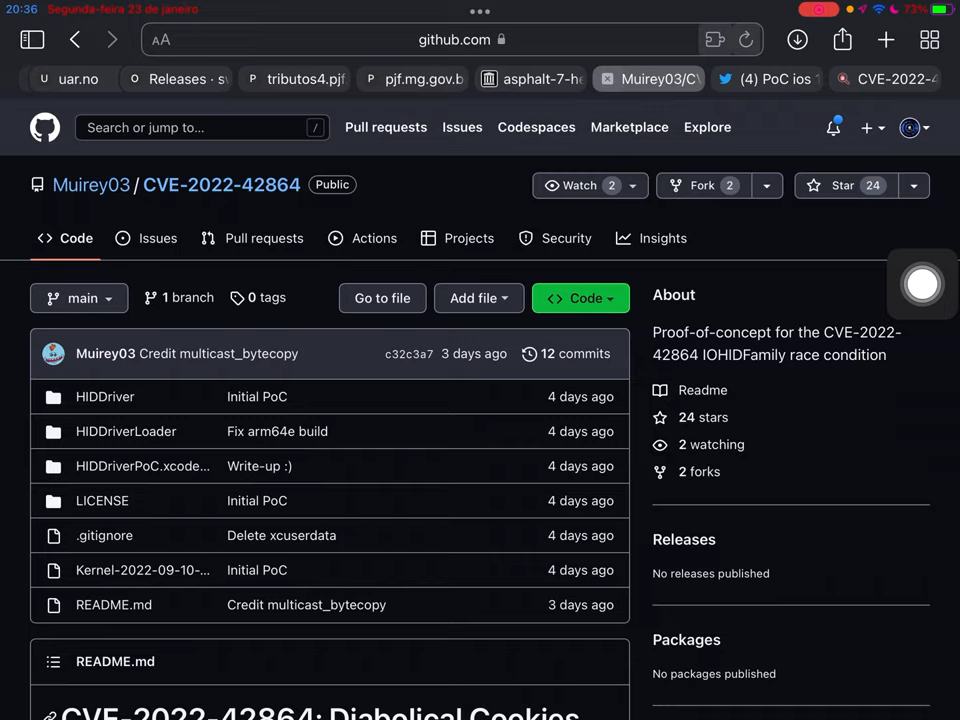 20:36 Segunda-feira 23 de janeiro 73%
AA github.com
U uar.no O Releases · s P tributos4.pjf. P pjf.mg.gov.b asphalt-7-he Muirey03/C (4) PoC ios 1 CVE-2022-4
Search or jump to... / Pull requests Issues Codespaces Marketplace Explore
Muirey03 / CVE-2022-42864 Public Watch 2 Fork 2 Star 24
Code Issues Pull requests Actions Projects Security Insights
main 1 branch 0 tags Go to file Add file Code
Muirey03 Credit multicast_bytecopy c32c3a7 3 days ago 12 commits
HIDDriver Initial PoC 4 days ago
HIDDriverLoader Fix arm64e build 4 days ago
HIDDriverPoC.xcode... Write-up :) 4 days ago
LICENSE Initial PoC 4 days ago
.gitignore Delete xcuserdata 4 days ago
Kernel-2022-09-10-... Initial PoC 4 days ago
README.md Credit multicast_bytecopy 3 days ago
README.md
CVE-2022-42864: Diabolical Cookies
About
Proof-of-concept for the CVE-2022-
42864 IOHIDFamily race condition
Readme
24 stars
2 watching
2 forks
Releases
No releases published
Packages
No packages published